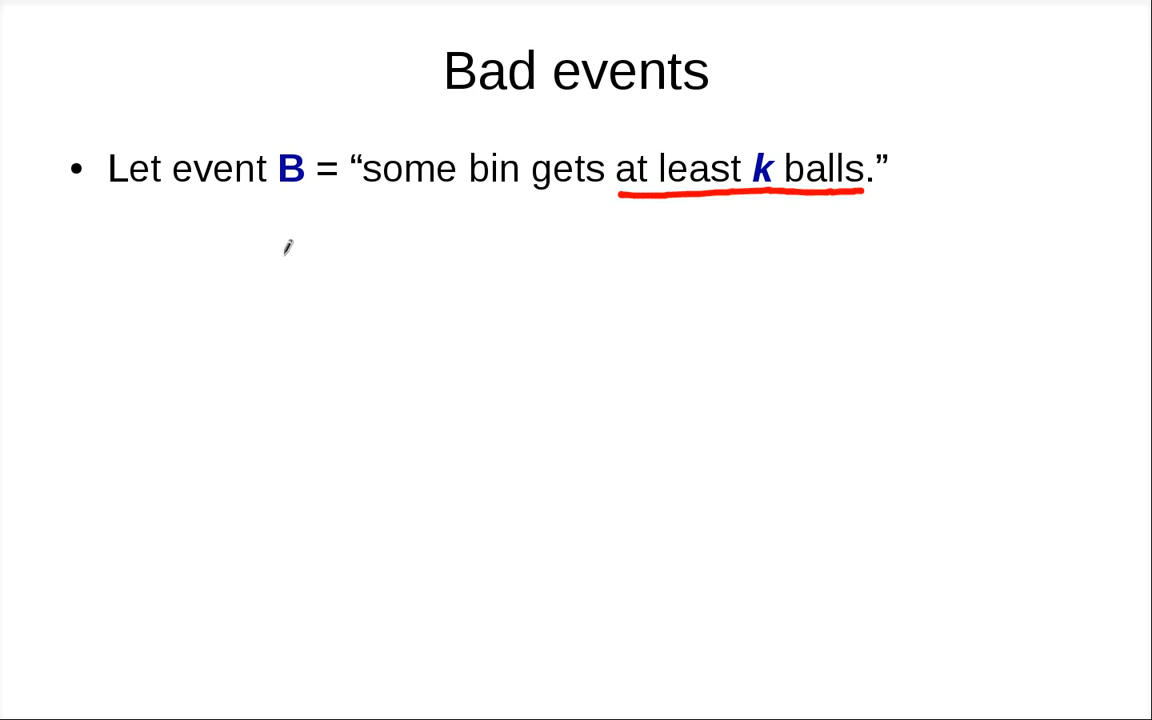 Bad events
• Let event B = “some bin gets at least k balls.”